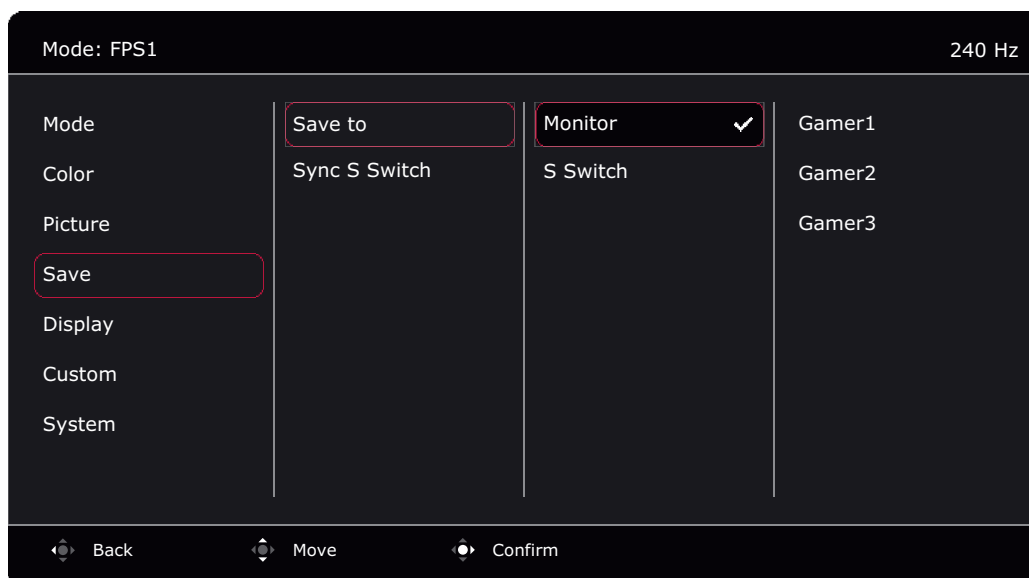 Mode: FPS1 240 Hz
Mode Save to Monitor Gamer1
Color Sync S Switch S Switch Gamer2
Picture Gamer3
Save
Display
Custom
System
Back Move Confirm